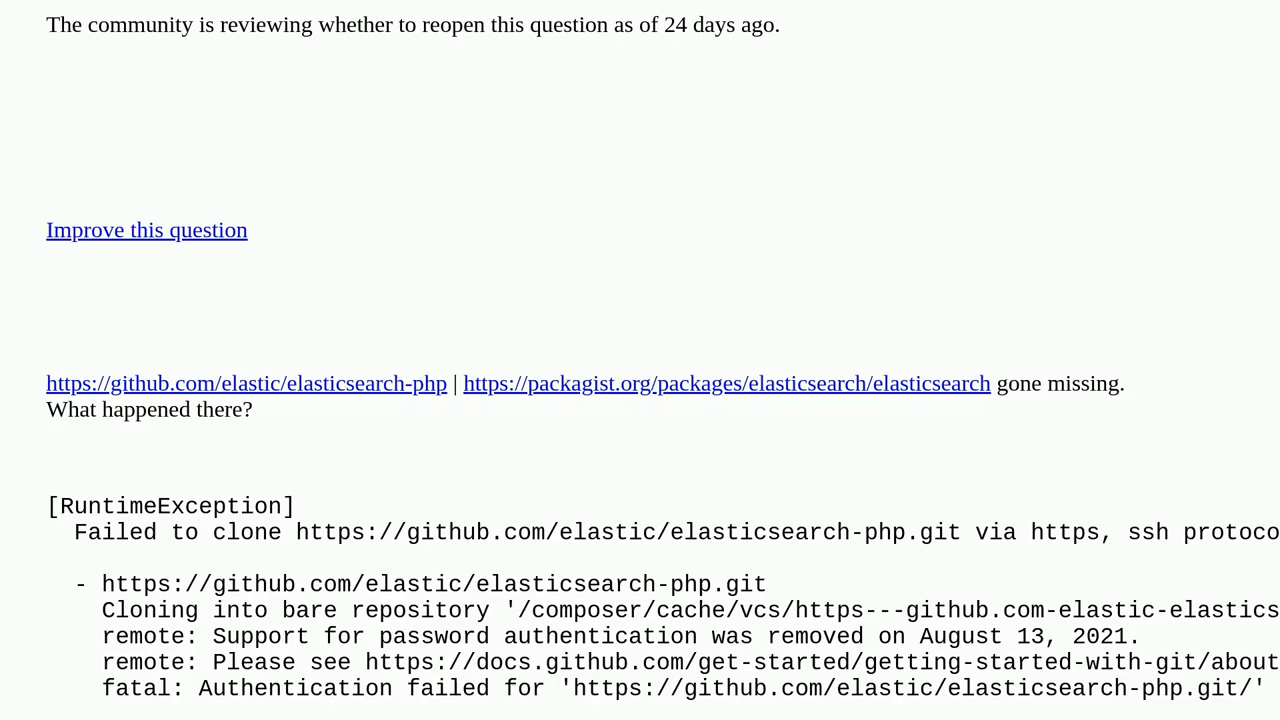 The community is reviewing whether to reopen this question as of 24 days ago.
Improve this question
https://github.com/elastic/elasticsearch-php | https://packagist.org/packages/elasticsearch/elasticsearch gone missing.
What happened there?
[RuntimeException]
Failed to clone https://github.com/elastic/elasticsearch-php.git via https, ssh protoco
- https://github.com/elastic/elasticsearch-php.git
Cloning into bare repository '/composer/cache/vcs/https---github.com-elastic-elastics
remote: Support for password authentication was removed on August 13, 2021.
remote: Please see https://docs.github.com/get-started/getting-started-with-git/about
fatal: Authentication failed for 'https://github.com/elastic/elasticsearch-php.git/'